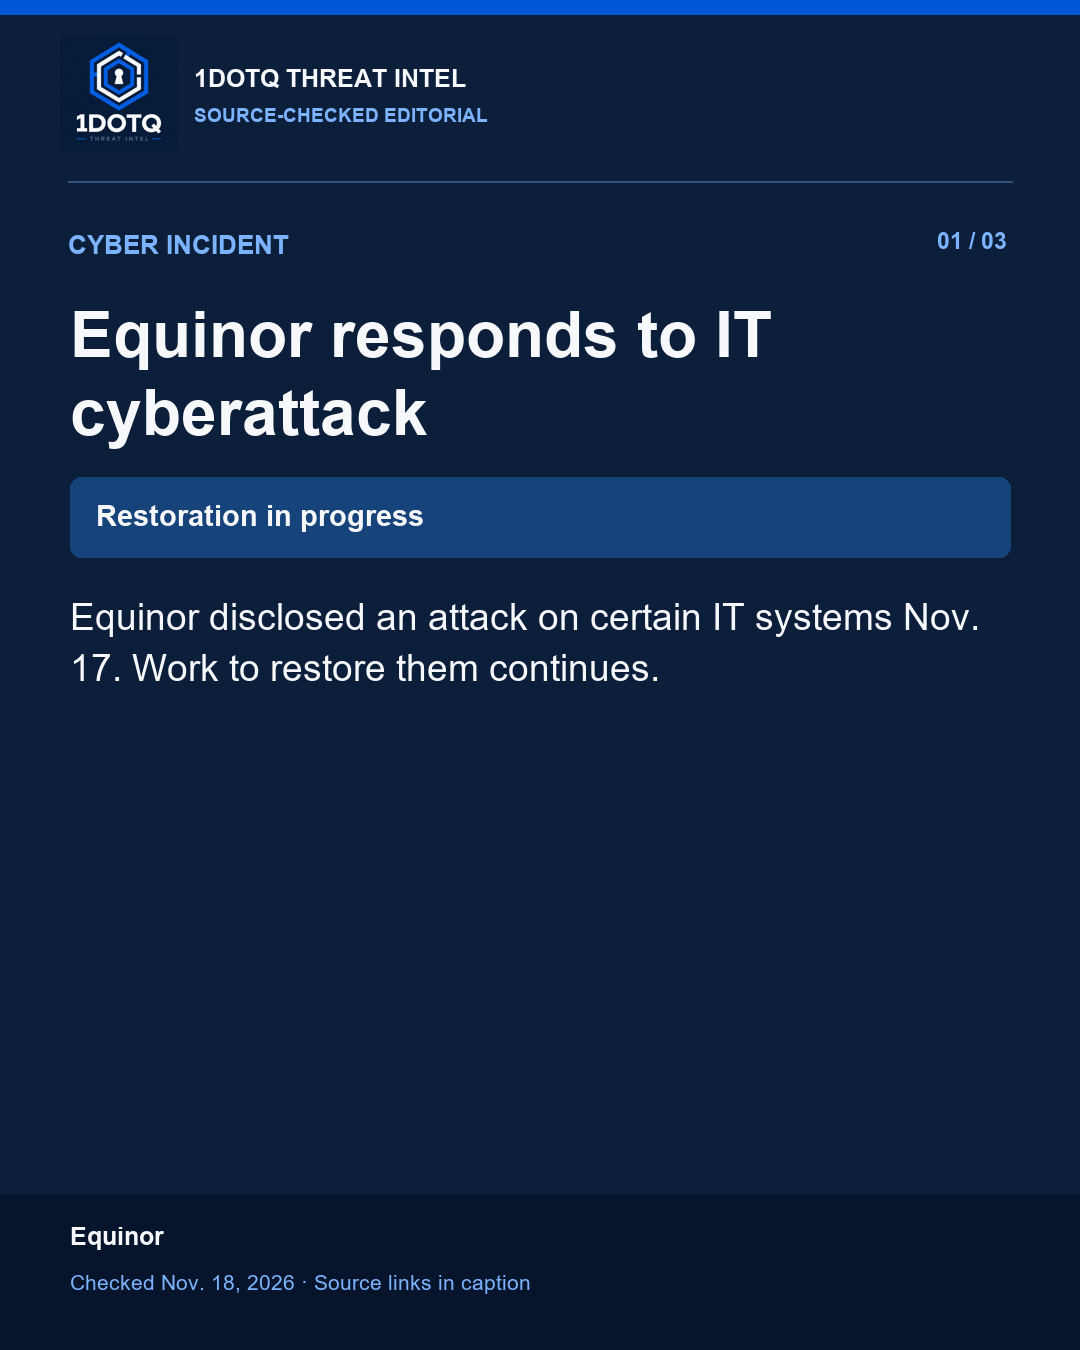 1DOTQ
THREAT INTEL
1DOTQ THREAT INTEL
SOURCE-CHECKED EDITORIAL
CYBER INCIDENT
01 / 03
Equinor responds to IT
cyberattack
Restoration in progress
Equinor disclosed an attack on certain IT systems Nov.
17. Work to restore them continues.
Equinor
Checked Nov. 18, 2026 · Source links in caption